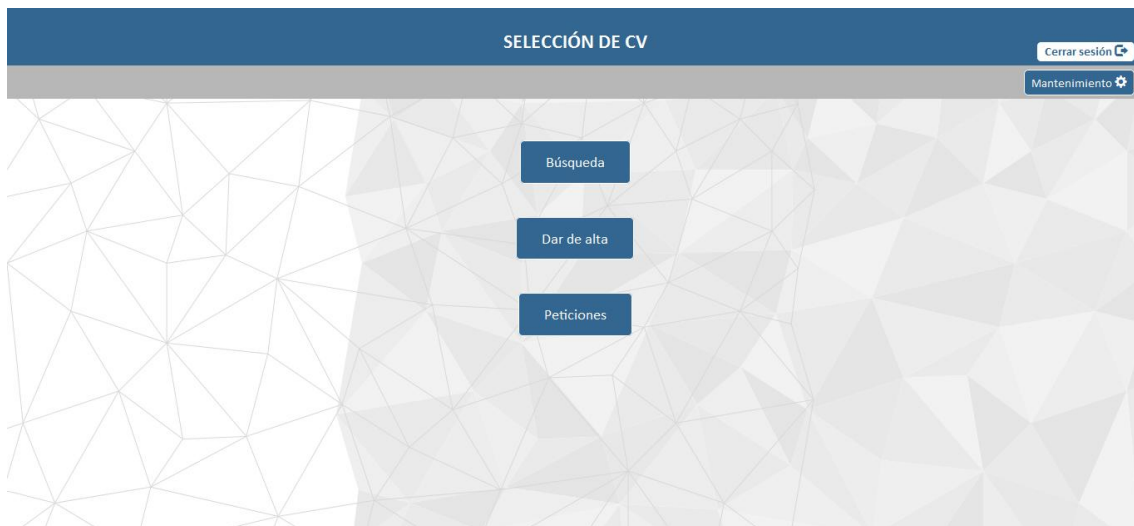 SELECCIÓN DE CV
Cerrar sesión
Mantenimiento
Búsqueda
Dar de alta
Peticiones